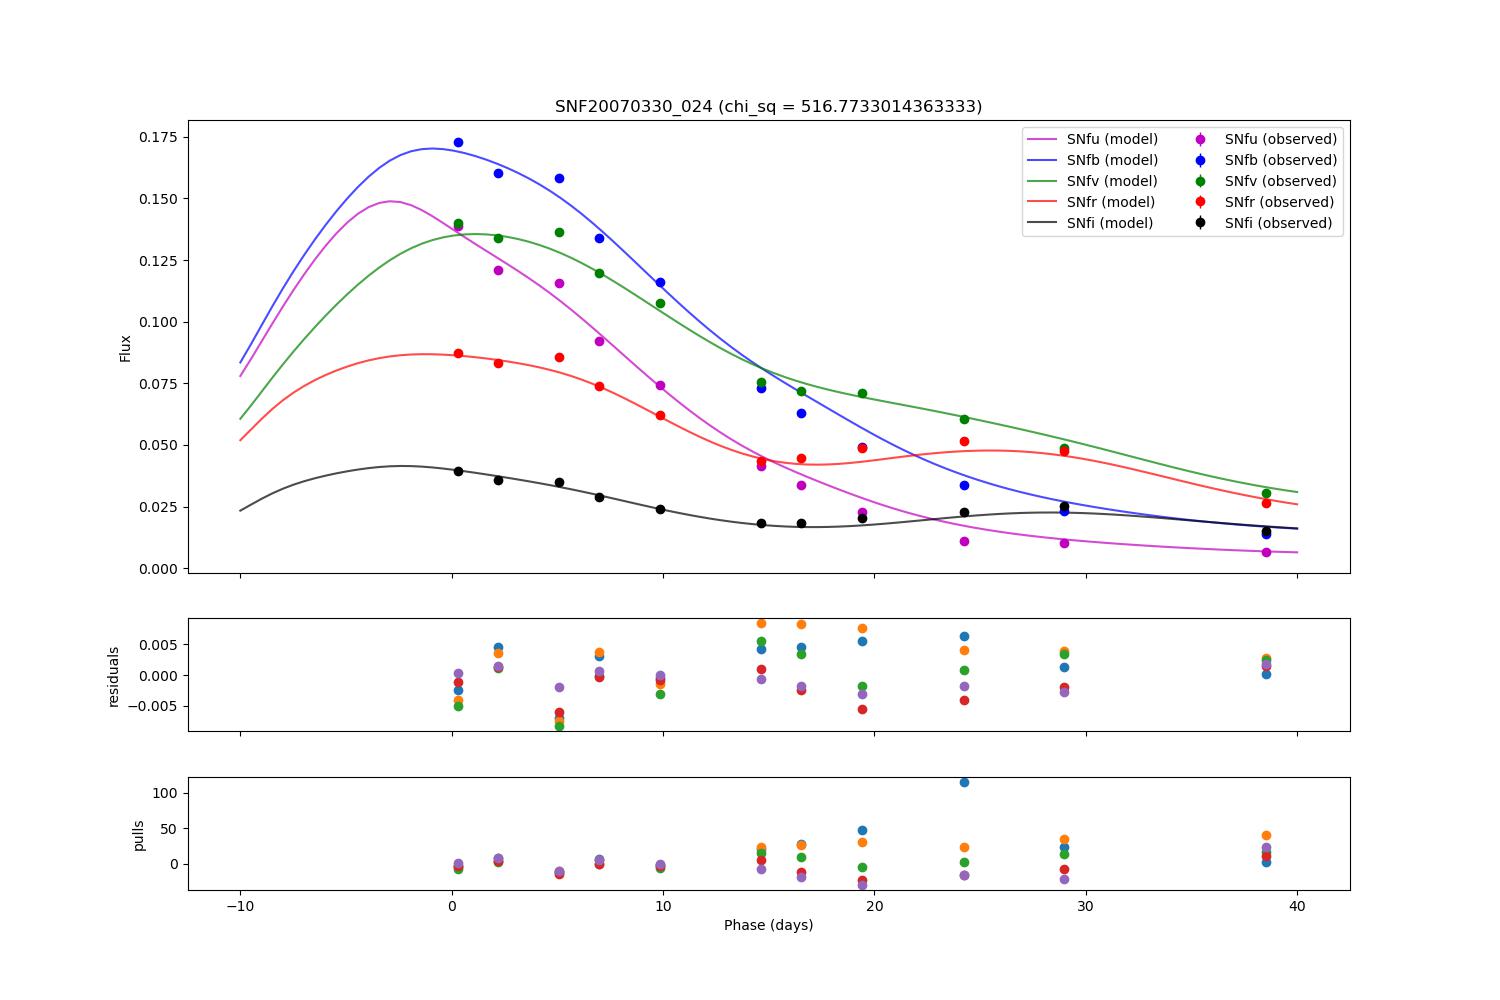 SNF20070330_024 (chi_sq = 516.7733014363333)
0.175
0.150
0.125
0.100
0.075
0.050
0.025
0.000
Flux
SNfu (model)
SNfb (model)
SNfv (model)
SNfr (model)
SNfi (model)
SNfu (observed)
SNfb (observed)
SNfv (observed)
SNfr (observed)
SNfi (observed)
0.005
0.000
−0.005
residuals
100
50
0
pulls
−10
0
10
20
30
40
Phase (days)